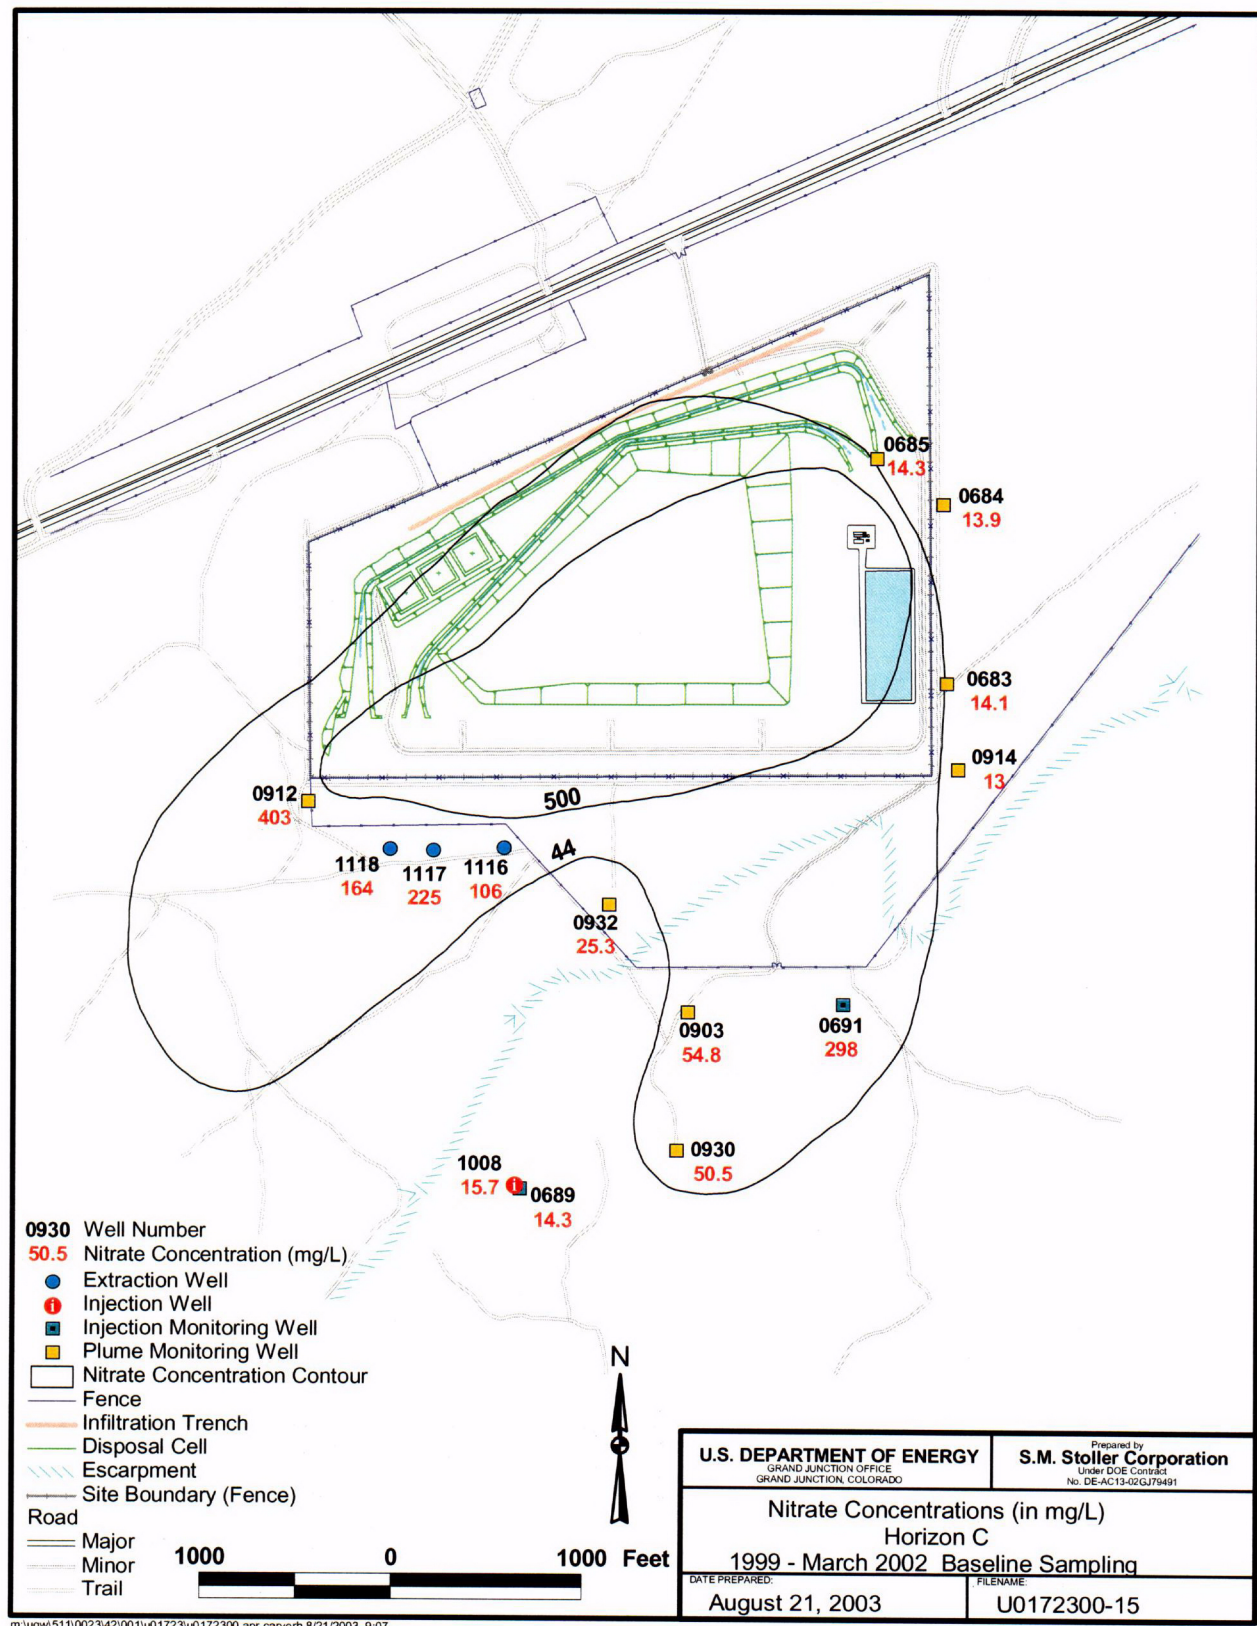 0685
14.3
0684
13.9
0683
14.1
0914
13
0912
403
500
44
1118
164
1117
225
1116
106
0932
25.3
0903
54.8
0691
298
0930
50.5
1008
15.7
i
0689
14.3
0930 Well Number
50.5 Nitrate Concentration (mg/L)
Extraction Well
i Injection Well
Injection Monitoring Well
Plume Monitoring Well
Nitrate Concentration Contour
Fence
Infiltration Trench
Disposal Cell
Escarpment
Site Boundary (Fence)
Road
Major
Minor
Trail
N
1000 0 1000 Feet
U.S. DEPARTMENT OF ENERGY
GRAND JUNCTION OFFICE
GRAND JUNCTION, COLORADO
Prepared by
S.M. Stoller Corporation
Under DOE Contract
No. DE-AC13-02GJ79491
Nitrate Concentrations (in mg/L)
Horizon C
1999 - March 2002 Baseline Sampling
DATE PREPARED:
August 21, 2003
FILENAME:
U0172300-15
8/21/2003, 9:07